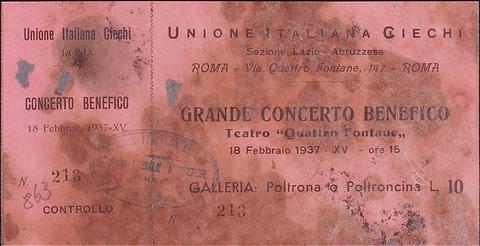 Unione Italiana Ciechi
ROMA
CONCERTO BENEFICO
18 Febbraio 1937-XV
N. 213
863
CONTROLLO
UNIONE ITALIANA CIECHI
Sezione Lazio - Abruzzese
ROMA - Via Quattro Fontane, 147 - ROMA
GRANDE CONCERTO BENEFICO
Teatro "Quattro Fontane"
18 Febbraio 1937 - XV - ore 15
GALLERIA: Poltrona o Poltroncina L. 10
N. 213